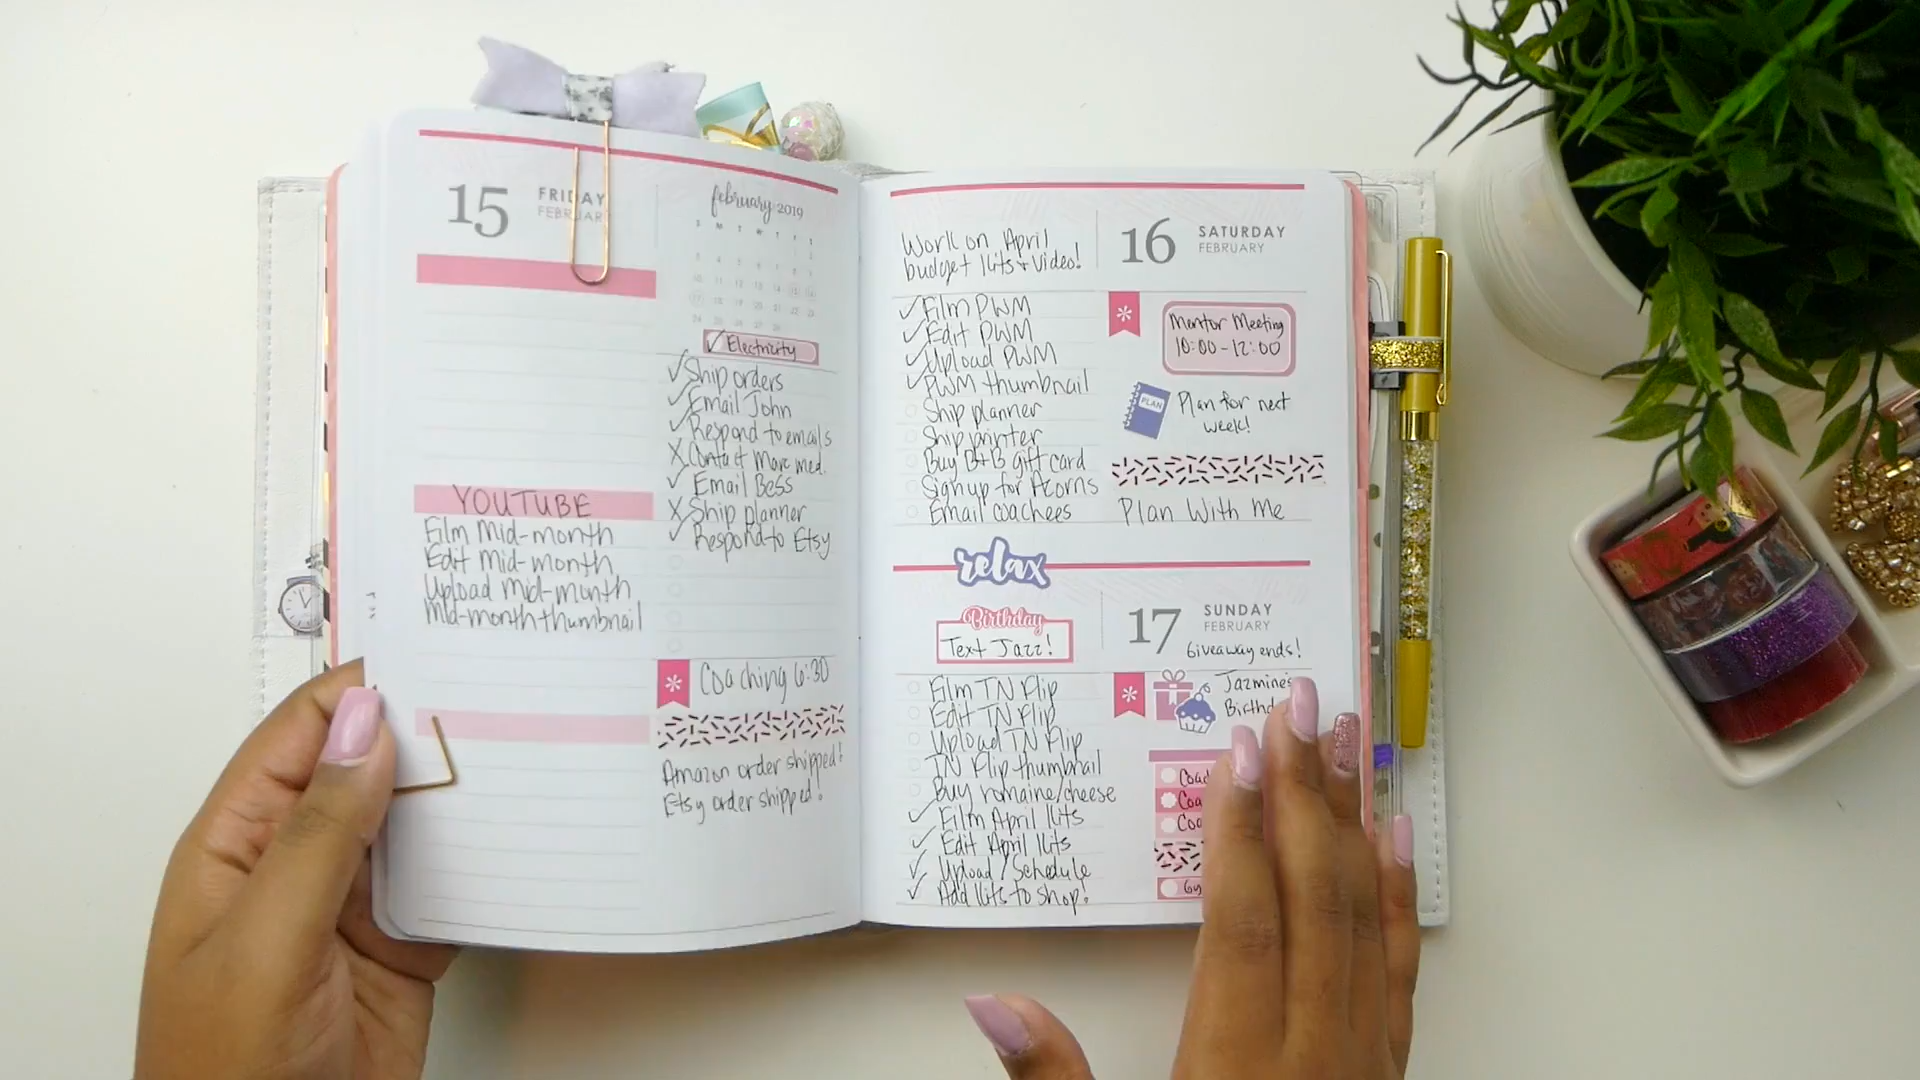 15 FRIDAY
FEBRUARY
february 2019
S M T W T F S
Electricity
Ship orders
Email John
Respond to emails
Contact More med.
Email Bess
Ship planner
Respond to Etsy
YOUTUBE
Film Mid-month
Edit Mid-month
Upload Mid-month
Mid-month thumbnail
Coaching 6:30
Amazon order shipped!
Etsy order shipped!
Work on April
budget kits + video!
16 SATURDAY
FEBRUARY
Film PWM
Edit PWM
Upload PWM
PWM thumbnail
Ship planner
Ship printer
Buy B+B gift card
Sign up for Acorns
Email coachees
Mentor Meeting
10:00-12:00
PLAN
Plan for next
week!
Plan With Me
relax
Birthday
Text Jazz!
17 SUNDAY
FEBRUARY
Giveaway ends!
Film TN Flip
Edit TN Flip
Upload TN Flip
TN Flip thumbnail
Buy romaine/cheese
Film April kits
Edit April kits
Upload/Schedule
Add kits to shop!
Jazmine's
Birthd
Coac
Coa
Coo